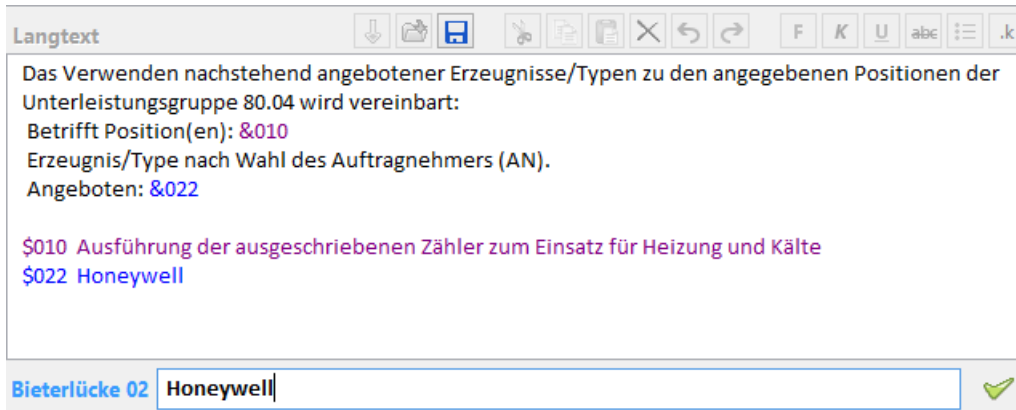 Langtext F K U abc .k
Das Verwenden nachstehend angebotener Erzeugnisse/Typen zu den angegebenen Positionen der
Unterleistungsgruppe 80.04 wird vereinbart:
Betrifft Position(en): &010
Erzeugnis/Type nach Wahl des Auftragnehmers (AN).
Angeboten: &022
$010 Ausführung der ausgeschriebenen Zähler zum Einsatz für Heizung und Kälte
$022 Honeywell
Bieterlücke 02 Honeywell